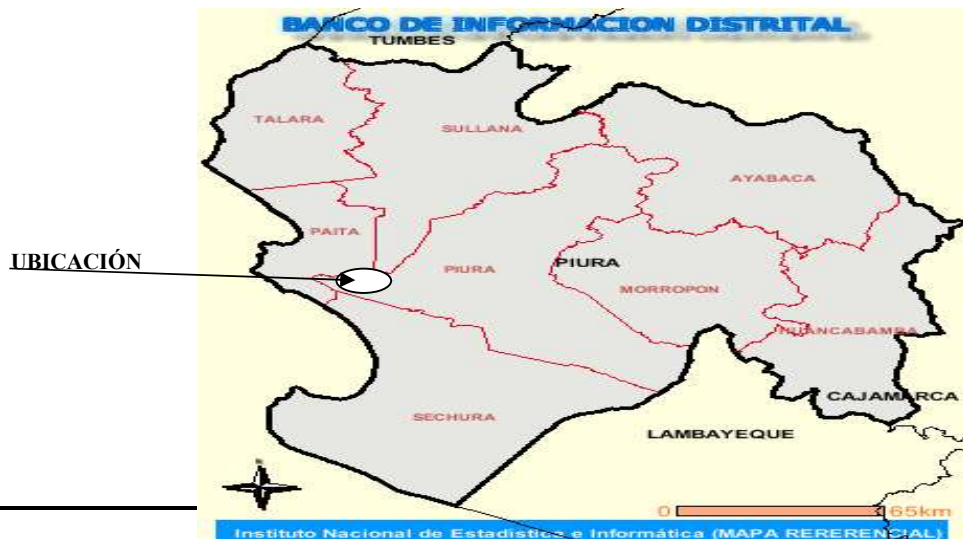 BANCO DE INFORMACION DISTRITAL
TUMBES
TALARA
SULLANA
AYABACA
PAITA
UBICACIÓN
PIURA
PIURA
MORROPON
HUANCABAMBA
CAJAMARCA
SECHURA
LAMBAYEQUE
0 65km
Instituto Nacional de Estadística e Informática (MAPA RERERENCIAL)